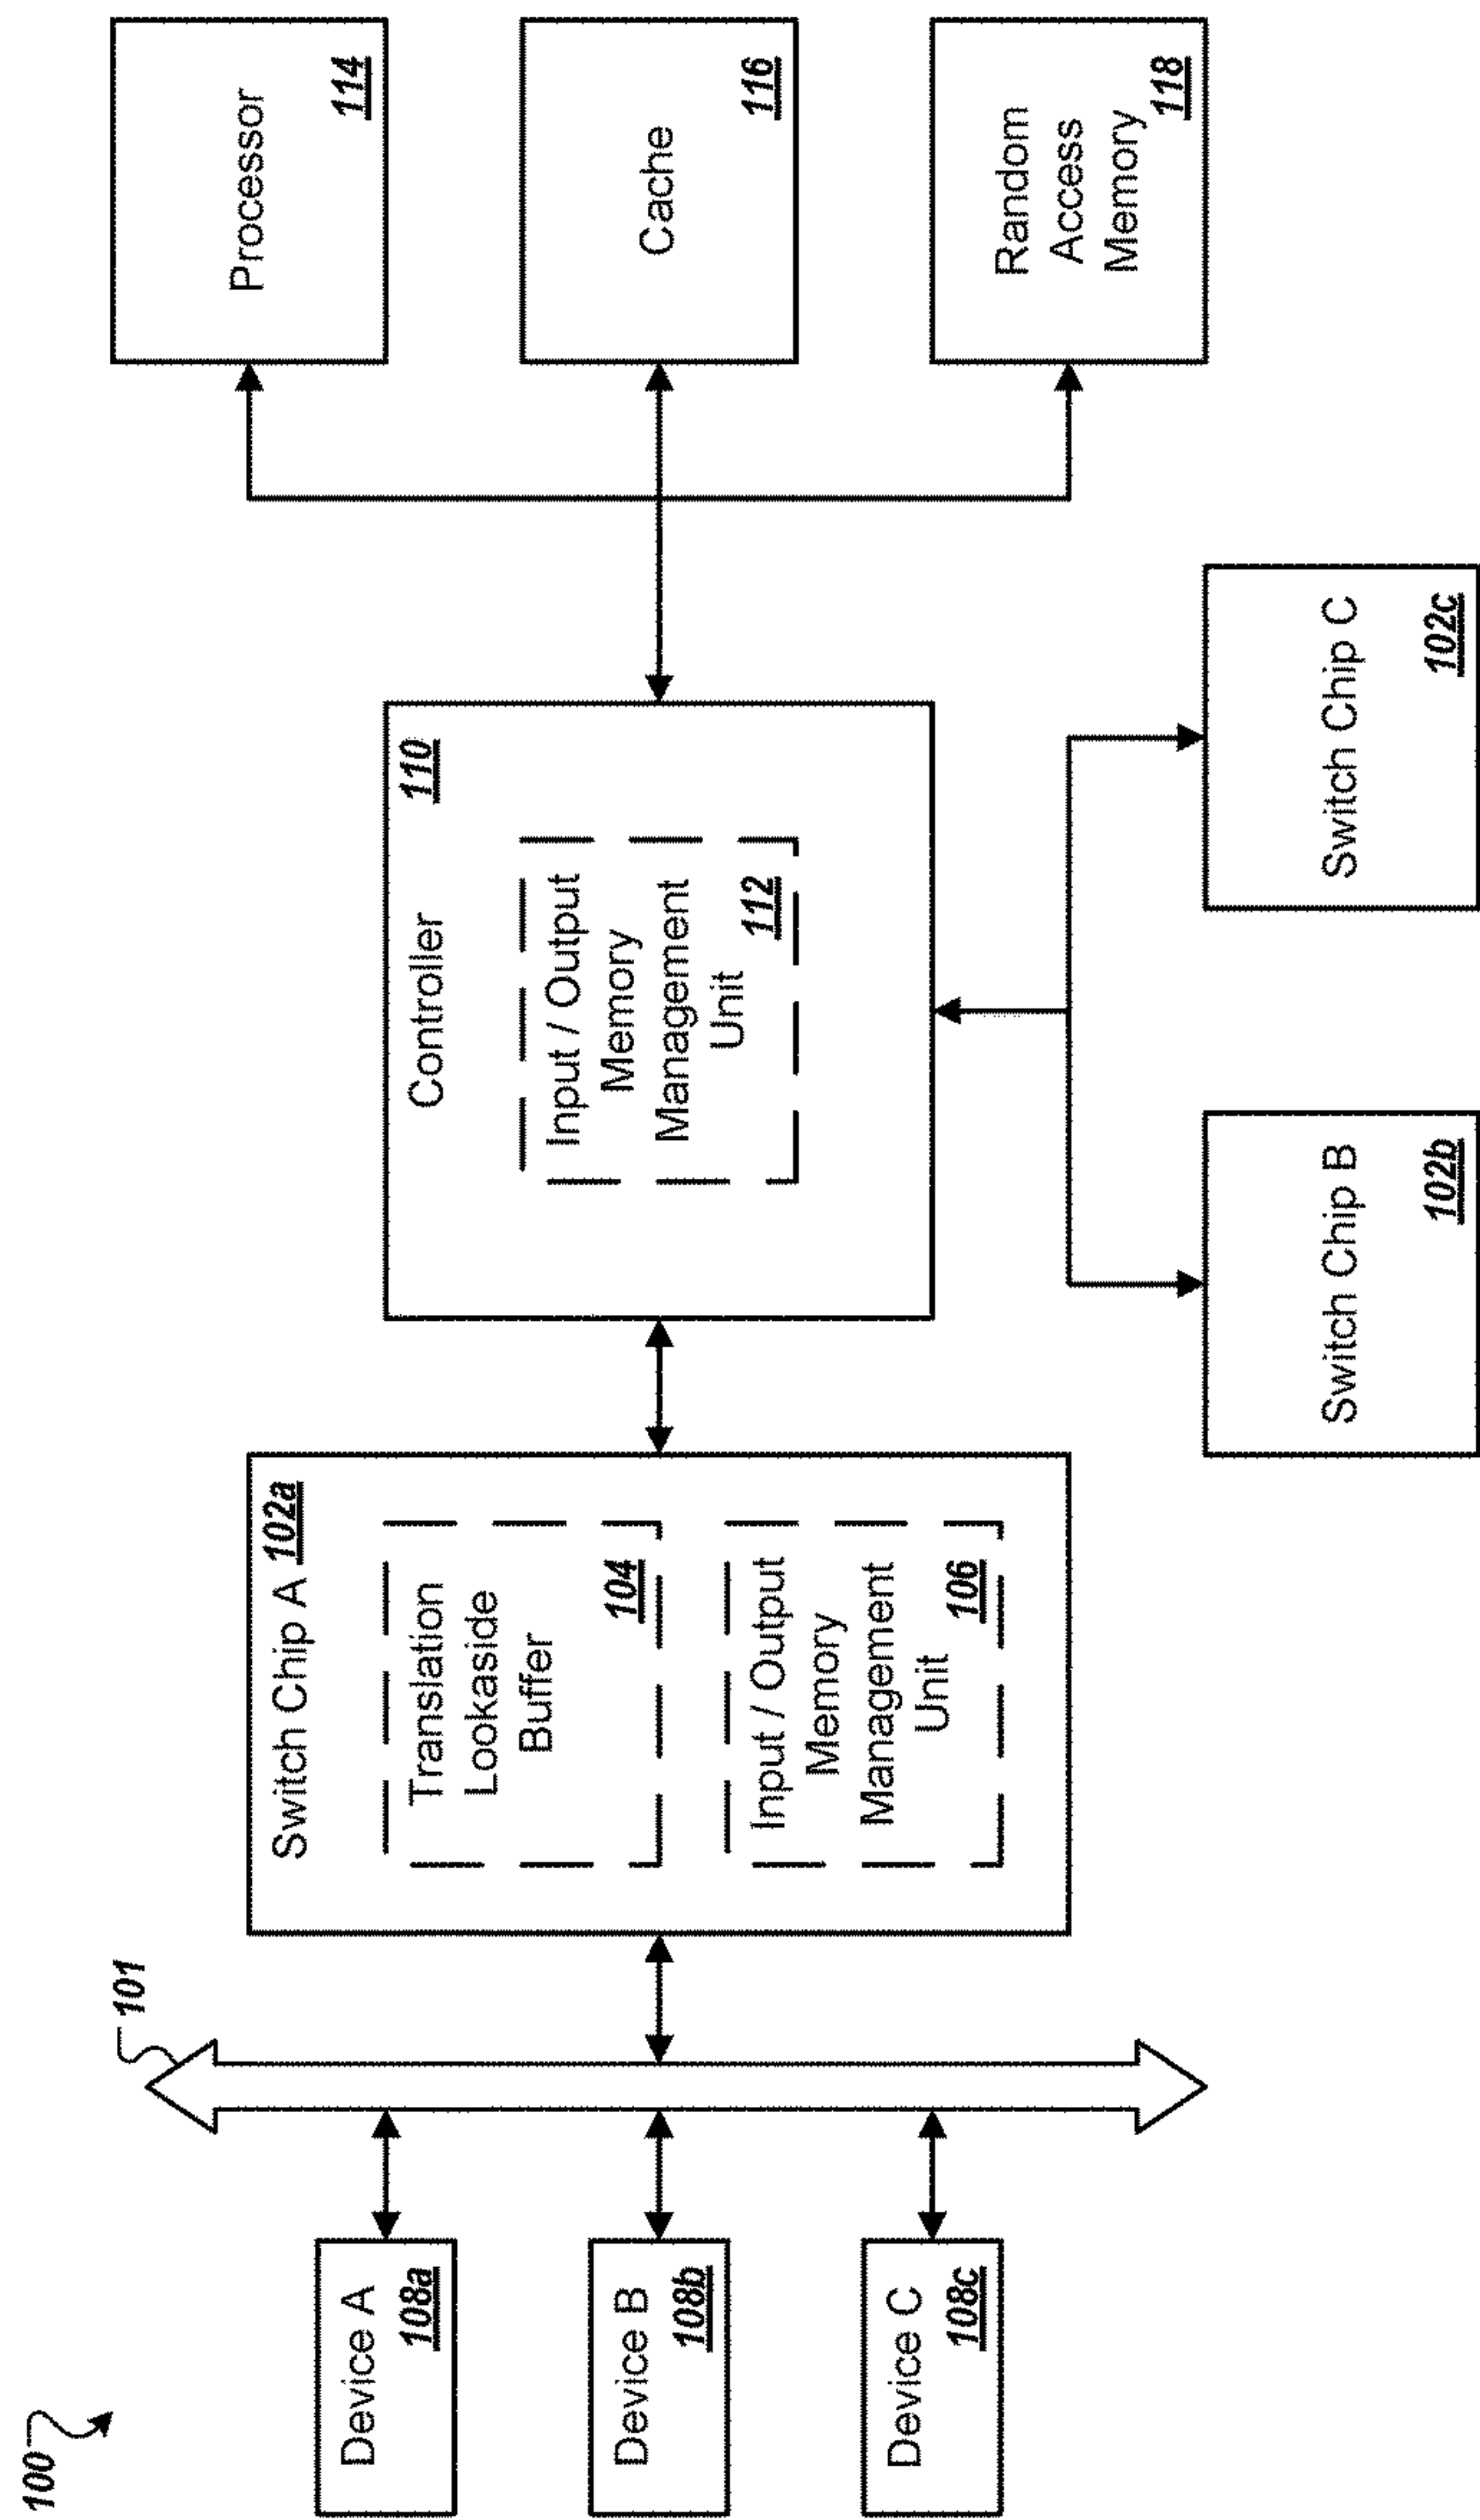 100
101
Device A
108a
Device B
108b
Device C
108c
Switch Chip A 102a
Translation
Lookaside
Buffer
104
Input / Output
Memory
Management
Unit
106
Controller
110
Input / Output
Memory
Management
Unit
112
Switch Chip B
102b
Switch Chip C
102c
Processor
114
Cache
116
Random
Access
Memory
118